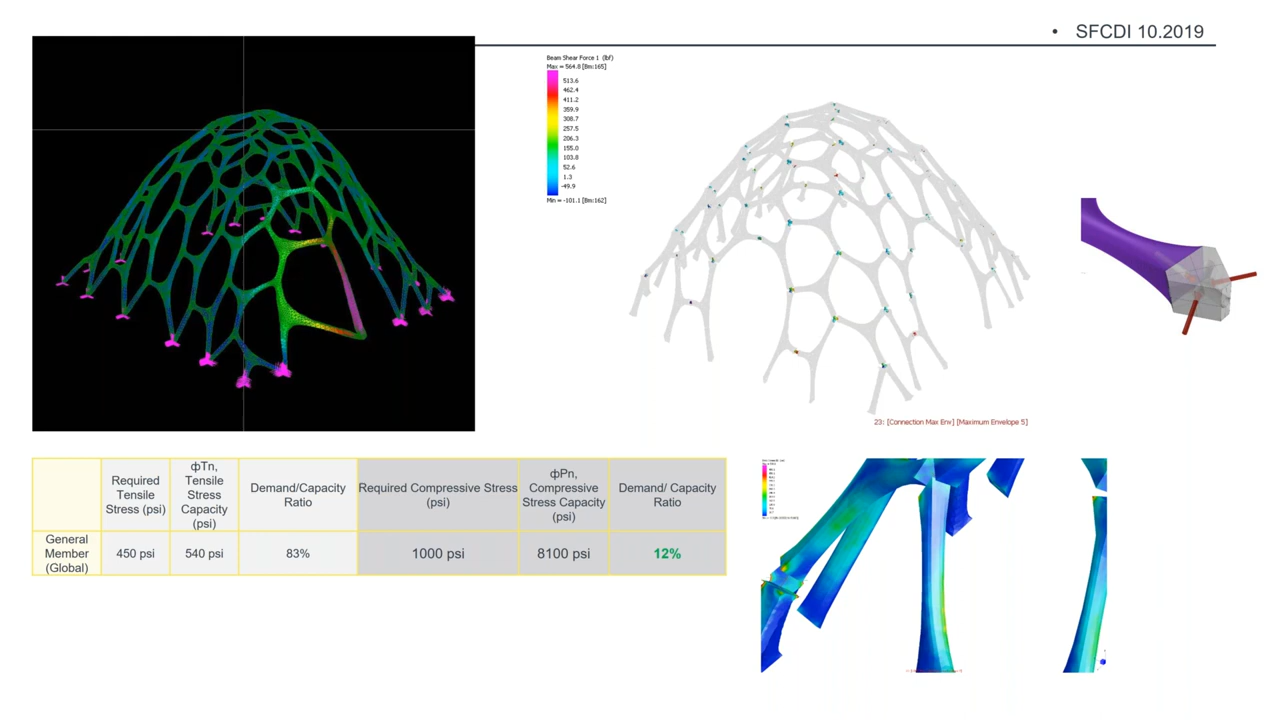 • SFCDI 10.2019
Beam Shear Force 1 (lbf)
Max = 564.8 [Bm:165]
513.6
462.4
411.2
359.9
308.7
257.5
206.3
155.0
103.8
52.6
1.3
-49.9
Min = -101.1 [Bm:162]
23: [Connection Max Env] [Maximum Envelope 5]
Required
Tensile
Stress (psi)
ϕTn,
Tensile
Stress
Capacity
(psi)
Demand/Capacity
Ratio
Required Compressive Stress
(psi)
ϕPn,
Compressive
Stress Capacity
(psi)
Demand/ Capacity
Ratio
General
Member
(Global)
450 psi
540 psi
83%
1000 psi
8100 psi
12%